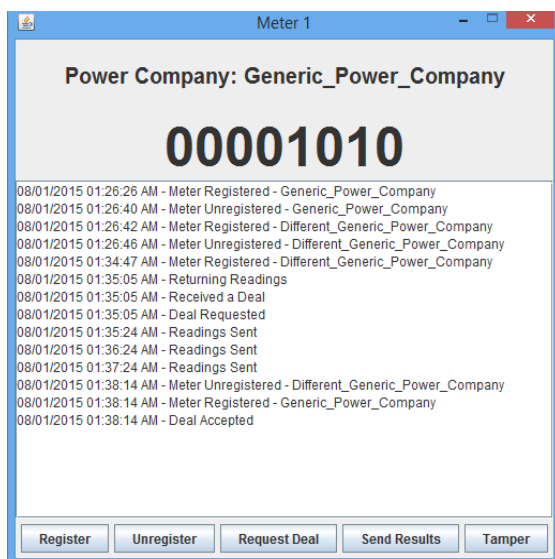 Meter 1
Power Company: Generic_Power_Company
00001010
08/01/2015 01:26:26 AM - Meter Registered - Generic_Power_Company
08/01/2015 01:26:40 AM - Meter Unregistered - Generic_Power_Company
08/01/2015 01:26:42 AM - Meter Registered - Different_Generic_Power_Company
08/01/2015 01:26:46 AM - Meter Unregistered - Different_Generic_Power_Company
08/01/2015 01:34:47 AM - Meter Registered - Different_Generic_Power_Company
08/01/2015 01:35:05 AM - Returning Readings
08/01/2015 01:35:05 AM - Received a Deal
08/01/2015 01:35:05 AM - Deal Requested
08/01/2015 01:35:24 AM - Readings Sent
08/01/2015 01:36:24 AM - Readings Sent
08/01/2015 01:37:24 AM - Readings Sent
08/01/2015 01:38:14 AM - Meter Unregistered - Different_Generic_Power_Company
08/01/2015 01:38:14 AM - Meter Registered - Generic_Power_Company
08/01/2015 01:38:14 AM - Deal Accepted
Register Unregister Request Deal Send Results Tamper